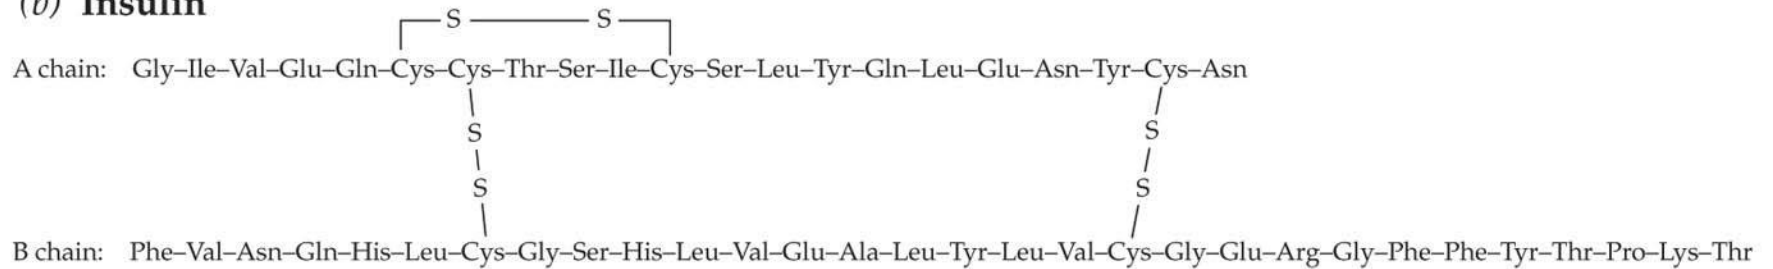 (b) Insulin
S S
A chain: Gly–Ile–Val–Glu–Gln–Cys–Cys–Thr–Ser–Ile–Cys–Ser–Leu–Tyr–Gln–Leu–Glu–Asn–Tyr–Cys–Asn
S S
S S
B chain: Phe–Val–Asn–Gln–His–Leu–Cys–Gly–Ser–His–Leu–Val–Glu–Ala–Leu–Tyr–Leu–Val–Cys–Gly–Glu–Arg–Gly–Phe–Phe–Tyr–Thr–Pro–Lys–Thr